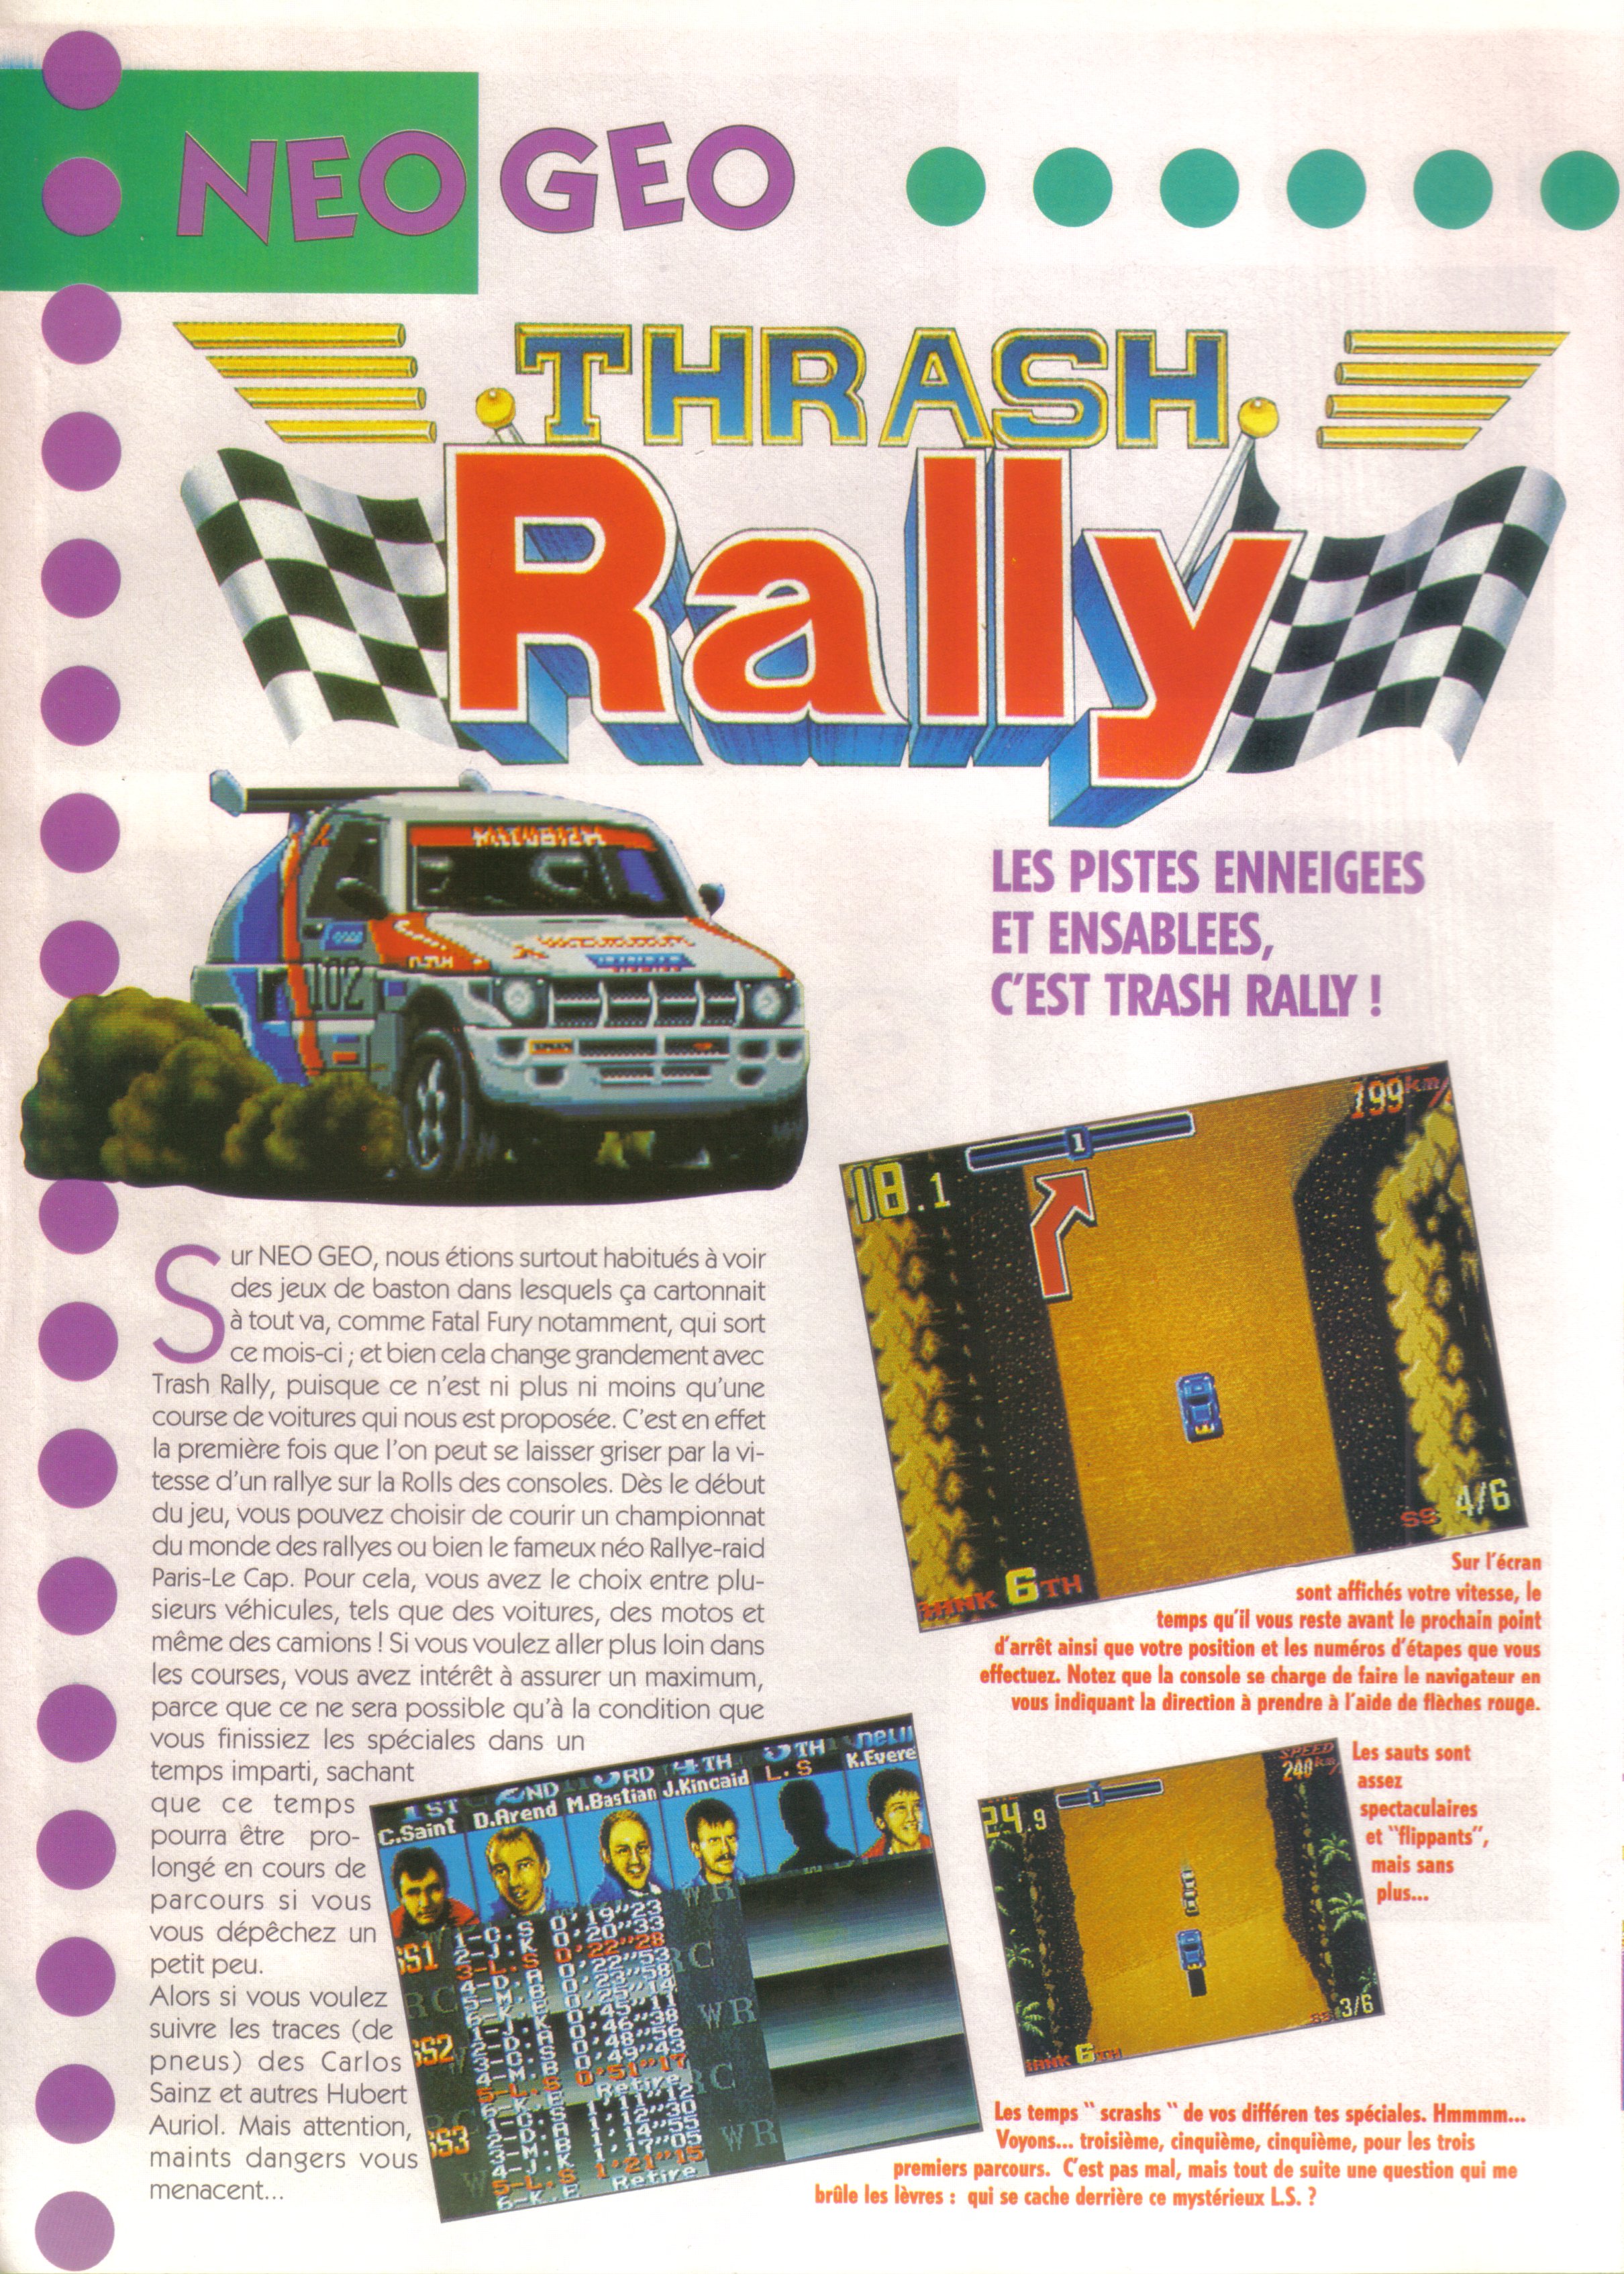 NEO GEO
THRASH
Rally
LES PISTES ENNEIGEES
ET ENSABLEES,
C'EST TRASH RALLY !
102
18.1
1
199 km/
SS 4/6
RANK 6TH
Sur NEO GEO, nous étions surtout habitués à voir
des jeux de baston dans lesquels ça cartonnait
à tout va, comme Fatal Fury notamment, qui sort
ce mois-ci ; et bien cela change grandement avec
Trash Rally, puisque ce n'est ni plus ni moins qu'une
course de voitures qui nous est proposée. C'est en effet
la première fois que l'on peut se laisser griser par la vi-
tesse d'un rallye sur la Rolls des consoles. Dès le début
du jeu, vous pouvez choisir de courir un championnat
du monde des rallyes ou bien le fameux néo Rallye-raid
Paris-Le Cap. Pour cela, vous avez le choix entre plu-
sieurs véhicules, tels que des voitures, des motos et
même des camions ! Si vous voulez aller plus loin dans
les courses, vous avez intérêt à assurer un maximum,
parce que ce ne sera possible qu'à la condition que
vous finissiez les spéciales dans un
temps imparti, sachant
que ce temps
pourra être pro-
longé en cours de
parcours si vous
vous dépêchez un
petit peu.
Alors si vous voulez
suivre les traces (de
pneus) des Carlos
Sainz et autres Hubert
Auriol. Mais attention,
maints dangers vous
menacent...
Sur l'écran
sont affichés votre vitesse, le
temps qu'il vous reste avant le prochain point
d'arrêt ainsi que votre position et les numéros d'étapes que vous
effectuez. Notez que la console se charge de faire le navigateur en
vous indiquant la direction à prendre à l'aide de flèches rouge.
1ST 2ND 3RD 4TH 5TH
C.Saint D.Arend M.Bastian J.Kincaid L.S K.Evere
SS1
1-C.S 0'19"23
2-J.K 0'20"33
3-L.S 0'22"28
4-D.A 0'22"53
5-M.B 0'23"58
6-K.E 0'25"14
SS2
1-J.K 0'45"11
2-D.A 0'46"38
3-C.S 0'48"56
4-M.B 0'49"43
5-L.S 0'51"17
6-K.E Retire
SS3
1-C.S 1'11"12
2-D.A 1'12"30
3-M.B 1'14"55
4-J.K 1'17"05
5-L.S 1'21"15
6-K.E Retire
24.9
1
SPEED
240 km/
SS 3/6
RANK 6TH
Les sauts sont
assez
spectaculaires
et "flippants",
mais sans
plus...
Les temps " scrashs " de vos différen tes spéciales. Hmmmm...
Voyons... troisième, cinquième, cinquième, pour les trois
premiers parcours. C'est pas mal, mais tout de suite une question qui me
brûle les lèvres : qui se cache derrière ce mystérieux L.S. ?